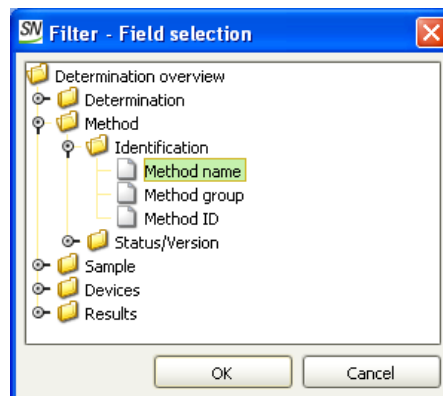 SN Filter - Field selection
Determination overview
Determination
Method
Identification
Method name
Method group
Method ID
Status/Version
Sample
Devices
Results
OK Cancel